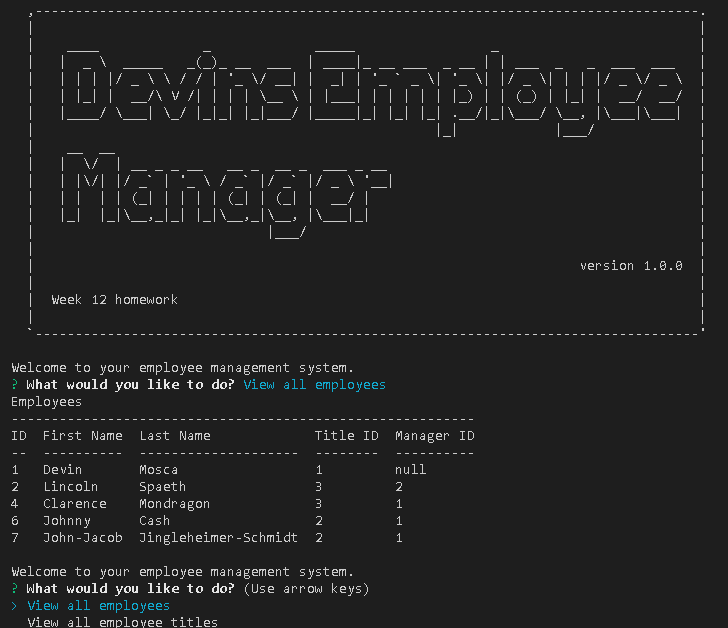 Devins Employee
Manager
version 1.0.0
Week 12 homework
Welcome to your employee management system.
? What would you like to do? View all employees
Employees
ID First Name Last Name Title ID Manager ID
1 Devin Mosca 1 null
2 Lincoln Spaeth 3 2
4 Clarence Mondragon 3 1
6 Johnny Cash 2 1
7 John-Jacob Jingleheimer-Schmidt 2 1
Welcome to your employee management system.
? What would you like to do? (Use arrow keys)
> View all employees
View all employee titles